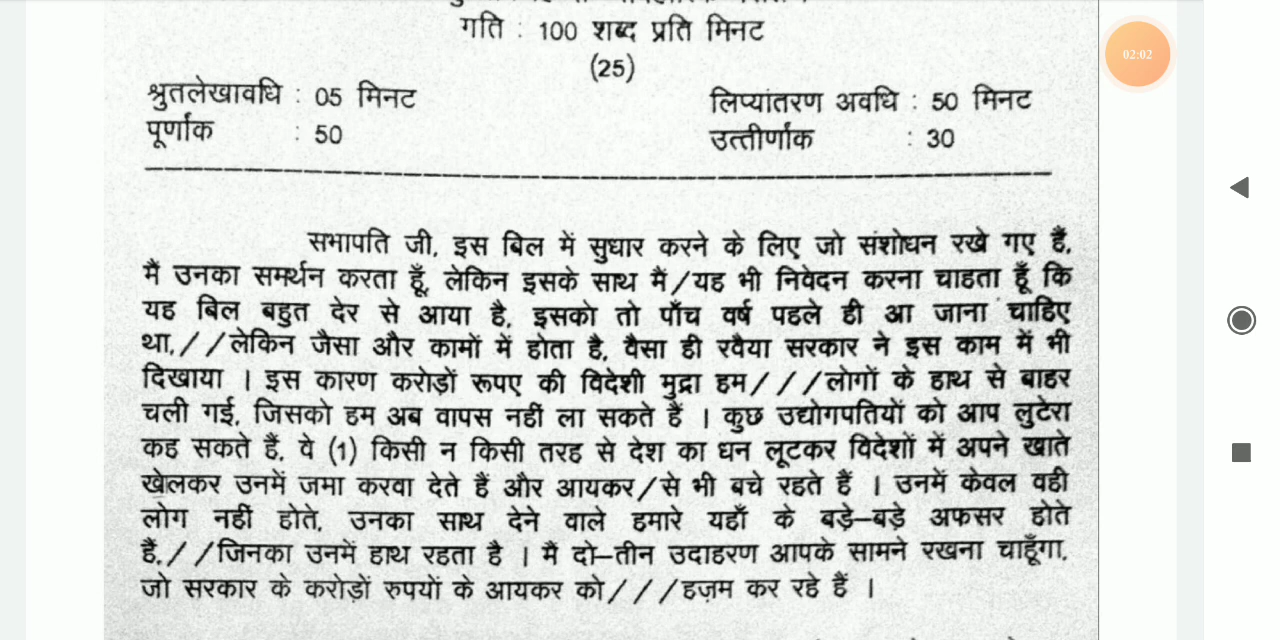 गति : 100 शब्द प्रति मिनट
(25)
02:02
श्रुतलेखावधि : 05 मिनट लिप्यांतरण अवधि : 50 मिनट
पूर्णांक : 50 उत्तीर्णांक : 30
सभापति जी, इस बिल में सुधार करने के लिए जो संशोधन रखे गए हैं,
मैं उनका समर्थन करता हूँ, लेकिन इसके साथ मैं/यह भी निवेदन करना चाहता हूँ कि
यह बिल बहुत देर से आया है, इसको तो पाँच वर्ष पहले ही आ जाना चाहिए
था,//लेकिन जैसा और कामों में होता है, वैसा ही रवैया सरकार ने इस काम में भी
दिखाया । इस कारण करोड़ों रूपए की विदेशी मुद्रा हम///लोगों के हाथ से बाहर
चली गई, जिसको हम अब वापस नहीं ला सकते हैं । कुछ उद्योगपतियों को आप लुटेरा
कह सकते हैं, वे (1) किसी न किसी तरह से देश का धन लूटकर विदेशों में अपने खाते
खेलकर उनमें जमा करवा देते हैं और आयकर/से भी बचे रहते हैं । उनमें केवल वही
लोग नहीं होते, उनका साथ देने वाले हमारे यहाँ के बड़े–बड़े अफसर होते
हैं,//जिनका उनमें हाथ रहता है । मैं दो–तीन उदाहरण आपके सामने रखना चाहूँगा,
जो सरकार के करोड़ों रुपयों के आयकर को///हज़म कर रहे हैं ।